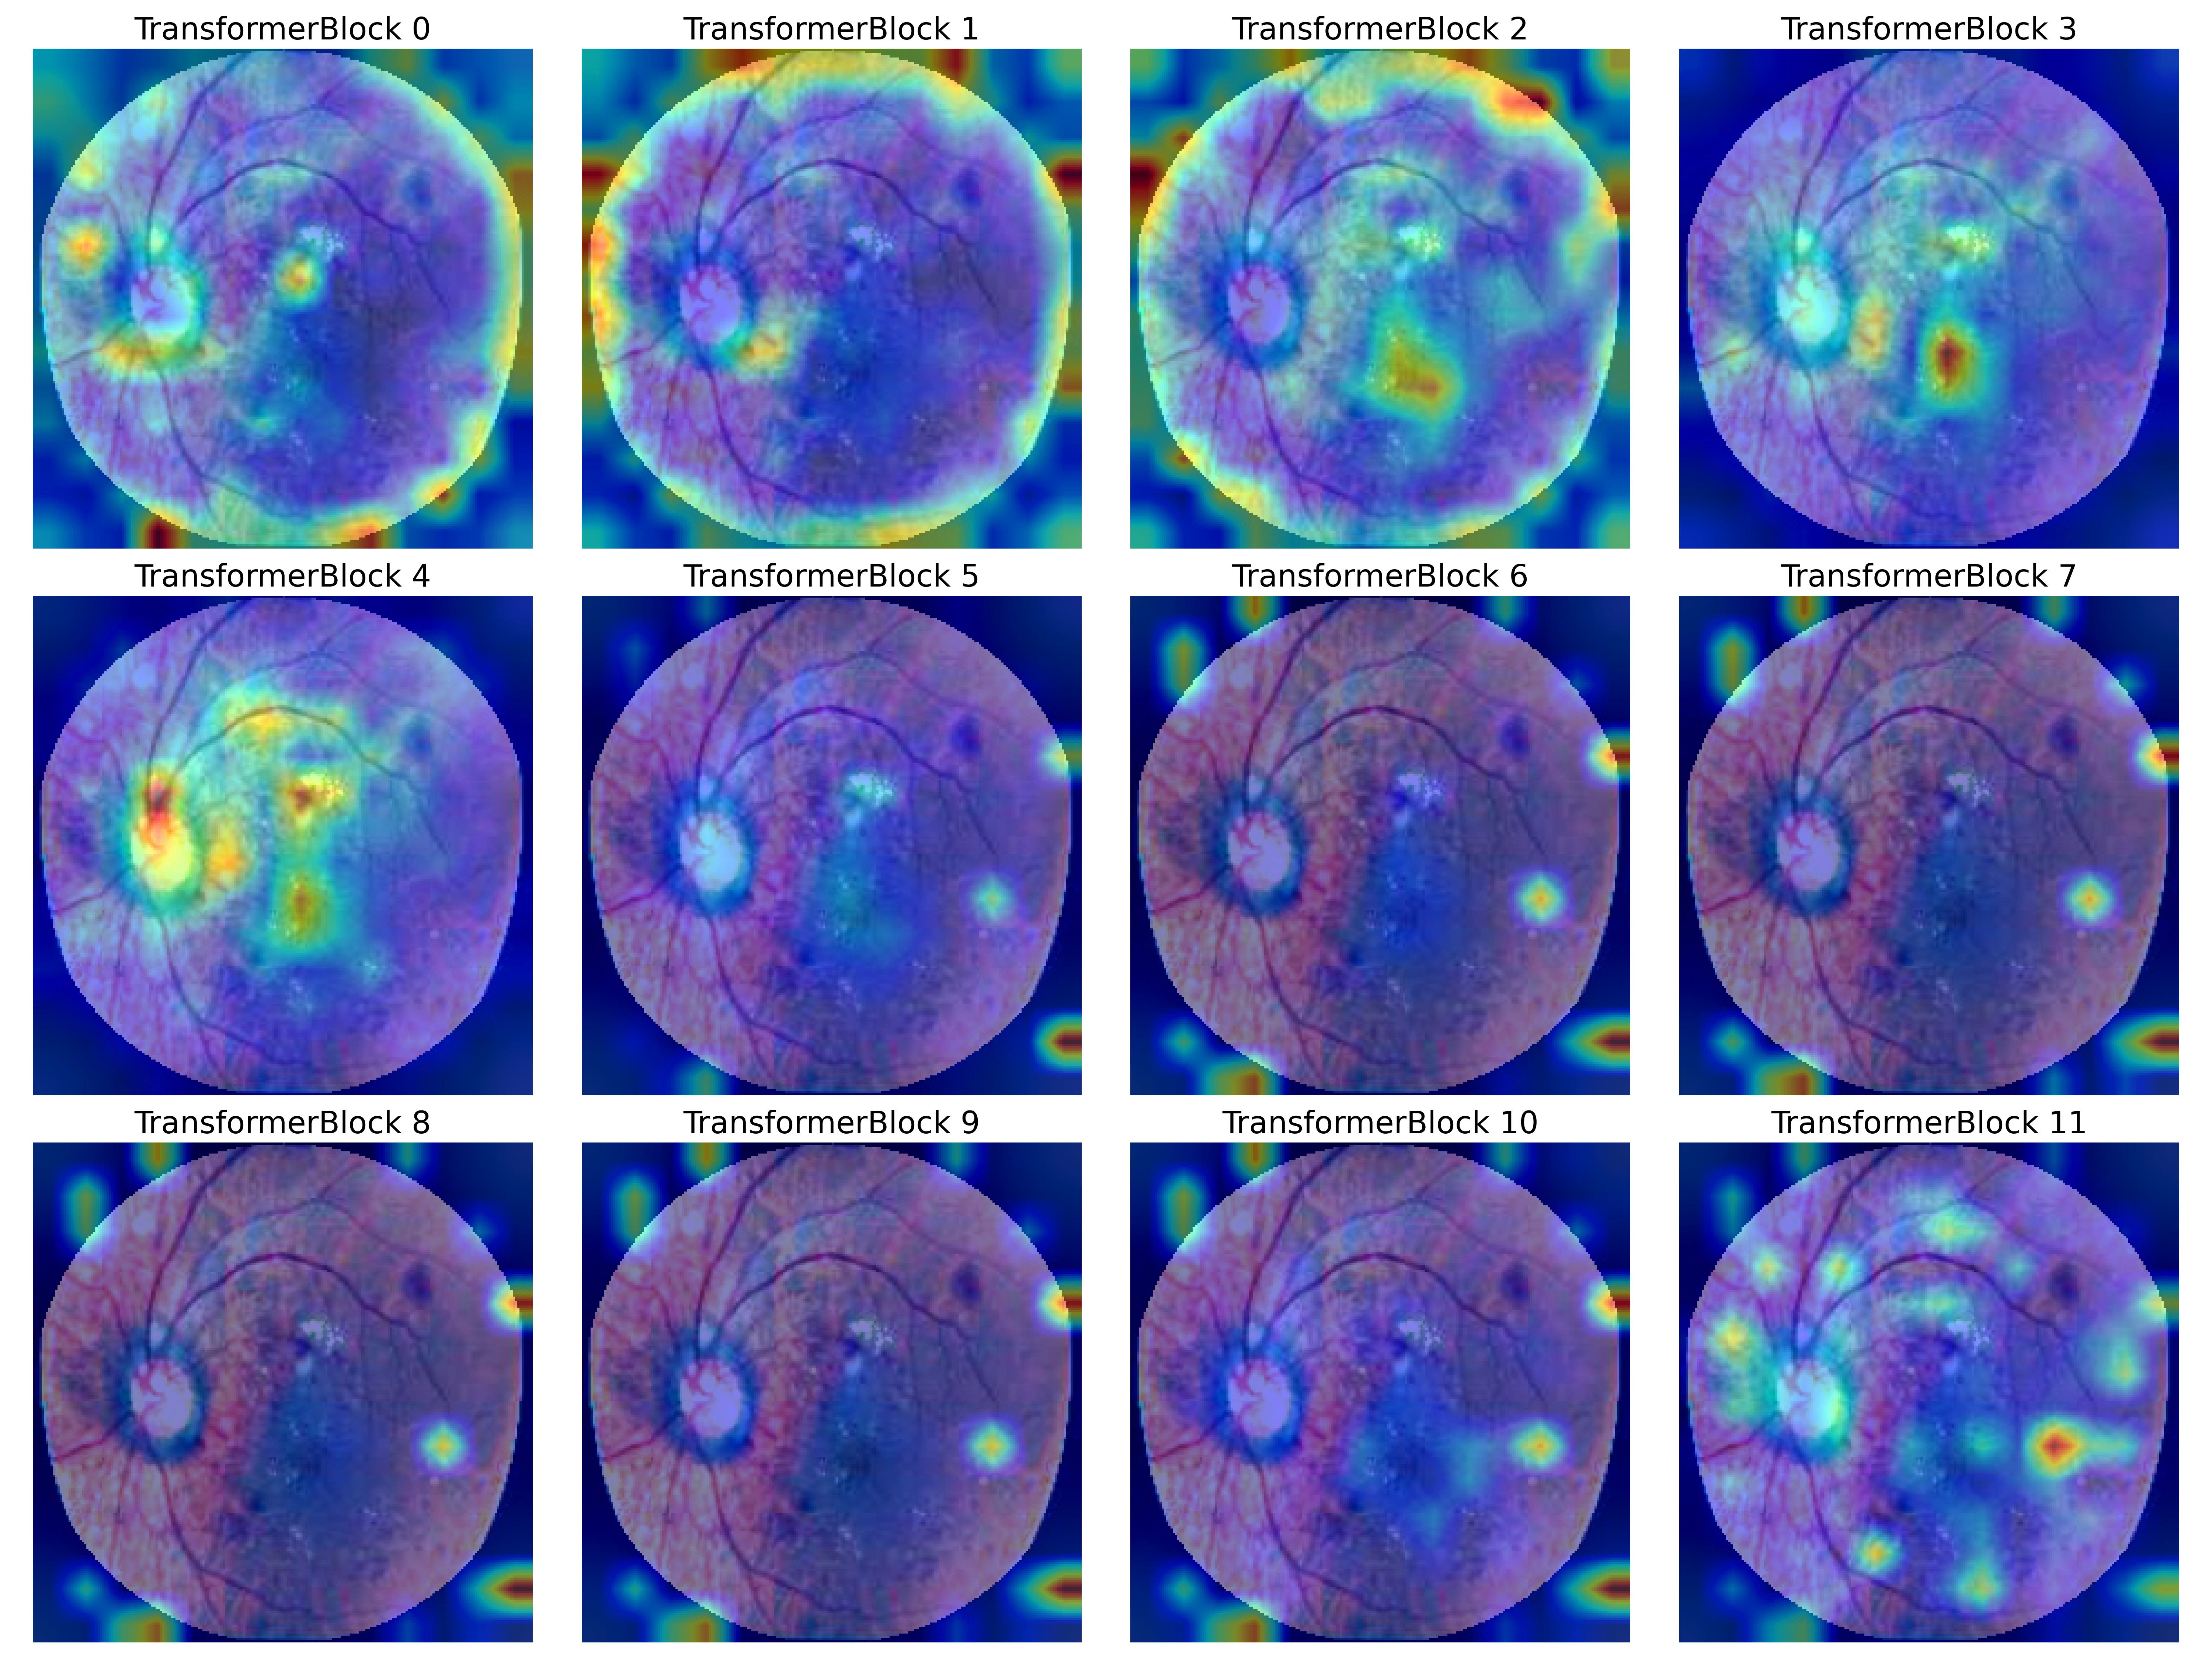 TransformerBlock 0
TransformerBlock 1
TransformerBlock 2
TransformerBlock 3
TransformerBlock 4
TransformerBlock 5
TransformerBlock 6
TransformerBlock 7
TransformerBlock 8
TransformerBlock 9
TransformerBlock 10
TransformerBlock 11